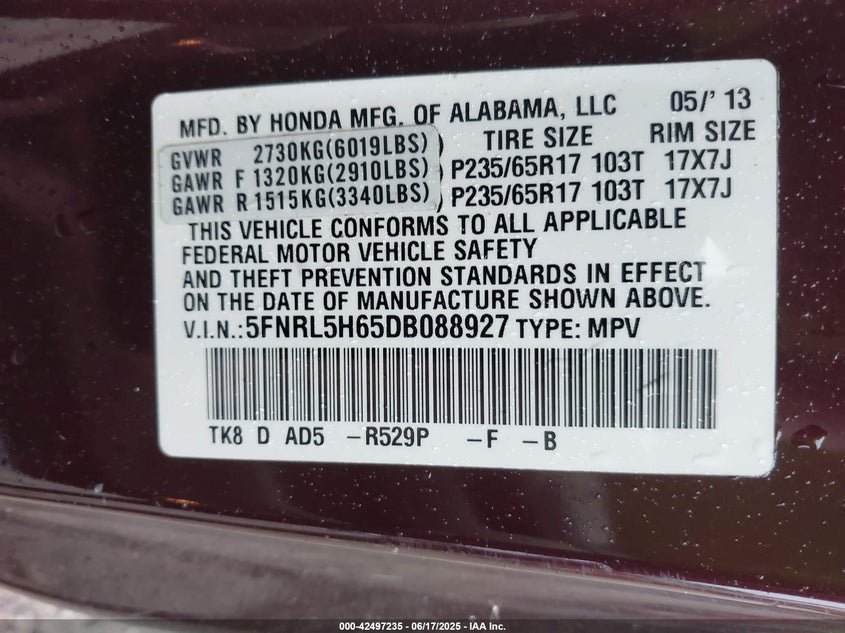 MFD. BY HONDA MFG. OF ALABAMA, LLC 05/'13
GVWR 2730KG(6019LBS) TIRE SIZE RIM SIZE
GAWR F 1320KG(2910LBS) P235/65R17 103T 17X7J
GAWR R 1515KG(3340LBS) P235/65R17 103T 17X7J
THIS VEHICLE CONFORMS TO ALL APPLICABLE
FEDERAL MOTOR VEHICLE SAFETY
AND THEFT PREVENTION STANDARDS IN EFFECT
ON THE DATE OF MANUFACTURE SHOWN ABOVE.
V.I.N.: 5FNRL5H65DB088927 TYPE: MPV
TK8 D AD5 -R529P -F -B
000-42497235 - 06/17/2025 - IAA Inc.